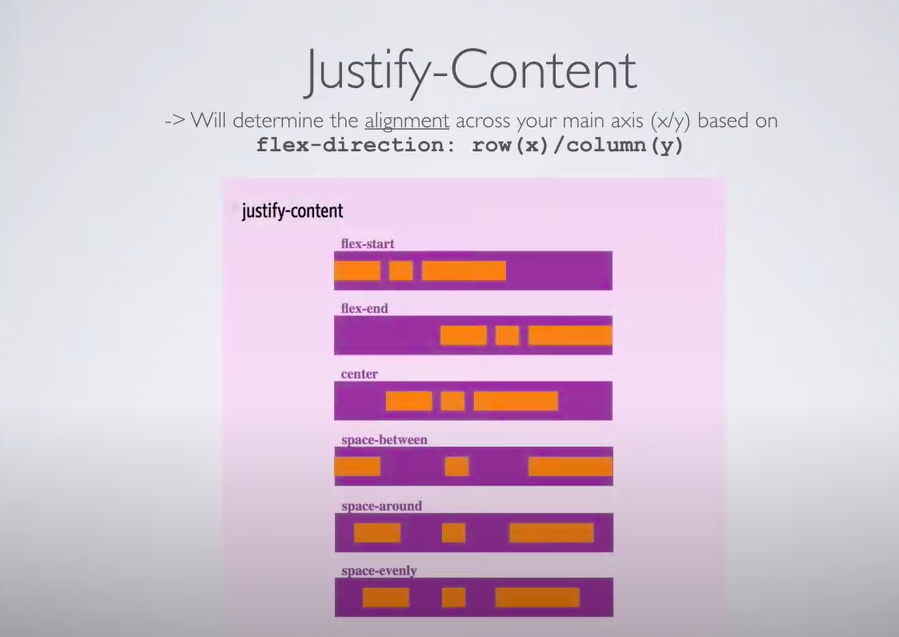 Justify-Content
-> Will determine the alignment across your main axis (x/y) based on
flex-direction: row(x)/column(y)
justify-content
flex-start
flex-end
center
space-between
space-around
space-evenly